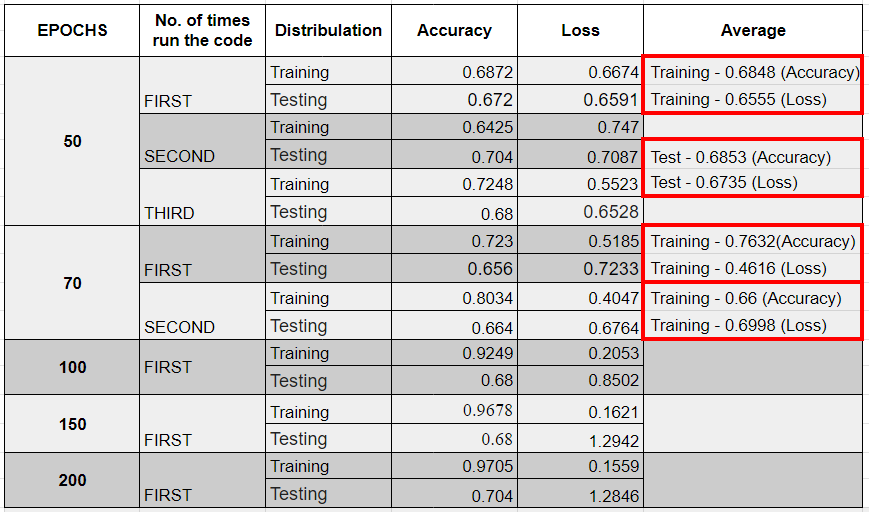 EPOCHS No. of times run the code Distribulation Accuracy Loss Average
50 FIRST Training 0.6872 0.6674 Training - 0.6848 (Accuracy)
Testing 0.672 0.6591 Training - 0.6555 (Loss)
SECOND Training 0.6425 0.747
Testing 0.704 0.7087 Test - 0.6853 (Accuracy)
THIRD Training 0.7248 0.5523 Test - 0.6735 (Loss)
Testing 0.68 0.6528
70 FIRST Training 0.723 0.5185 Training - 0.7632(Accuracy)
Testing 0.656 0.7233 Training - 0.4616 (Loss)
SECOND Training 0.8034 0.4047 Training - 0.66 (Accuracy)
Testing 0.664 0.6764 Training - 0.6998 (Loss)
100 FIRST Training 0.9249 0.2053
Testing 0.68 0.8502
150 FIRST Training 0.9678 0.1621
Testing 0.68 1.2942
200 FIRST Training 0.9705 0.1559
Testing 0.704 1.2846